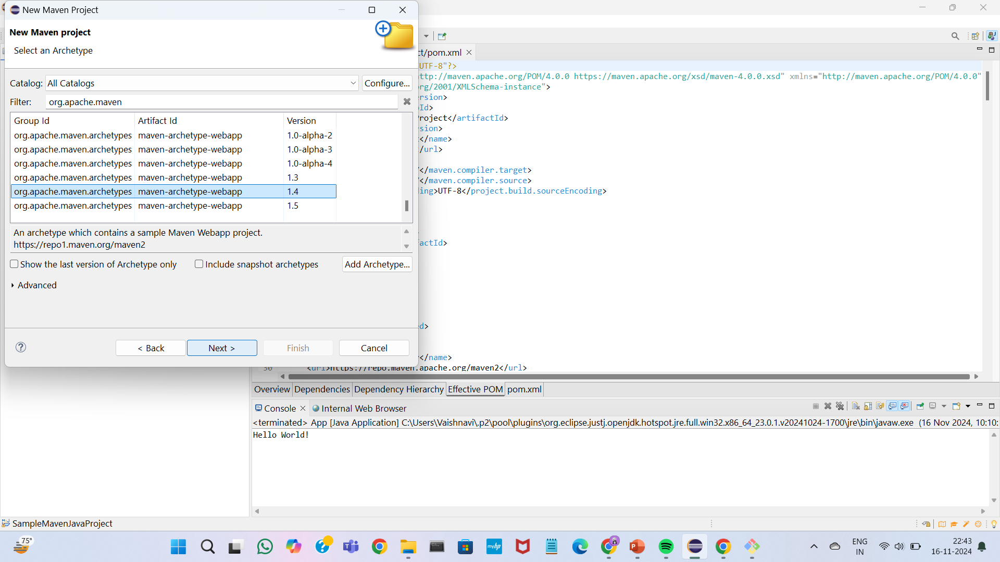 New Maven Project
New Maven project
Select an Archetype
Catalog: All Catalogs Configure...
Filter: org.apache.maven
Group Id Artifact Id Version
org.apache.maven.archetypes maven-archetype-webapp 1.0-alpha-2
org.apache.maven.archetypes maven-archetype-webapp 1.0-alpha-3
org.apache.maven.archetypes maven-archetype-webapp 1.0-alpha-4
org.apache.maven.archetypes maven-archetype-webapp 1.3
org.apache.maven.archetypes maven-archetype-webapp 1.4
org.apache.maven.archetypes maven-archetype-webapp 1.5
An archetype which contains a sample Maven Webapp project.
https://repo1.maven.org/maven2
Show the last version of Archetype only Include snapshot archetypes Add Archetype...
Advanced
< Back Next > Finish Cancel
ct/pom.xml
UTF-8"?>
ttp://maven.apache.org/POM/4.0.0 https://maven.apache.org/xsd/maven-4.0.0.xsd" xmlns="http://maven.apache.org/POM/4.0.0"
rg/2001/XMLSchema-instance">
rsion>
Id>
roject</artifactId>
sion>
</name>
/url>
</maven.compiler.target>
</maven.compiler.source>
ing>UTF-8</project.build.sourceEncoding>
actId>
d>
</name>
30 <url>https://repo.maven.apache.org/maven2</url>
Overview Dependencies Dependency Hierarchy Effective POM pom.xml
Console Internal Web Browser
<terminated> App [Java Application] C:\Users\Vaishnavi\.p2\pool\plugins\org.eclipse.justj.openjdk.hotspot.jre.full.win32.x86_64_23.0.1.v20241024-1700\jre\bin\javaw.exe (16 Nov 2024, 10:10:
Hello World!
SampleMavenJavaProject
75°
myhp
ENG
IN
22:43
16-11-2024